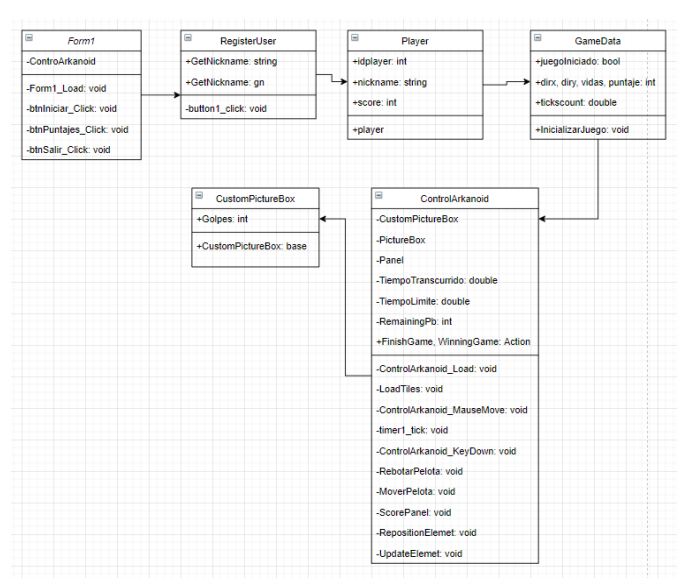 Form1
-ControArkanoid
-Form1_Load: void
-btnIniciar_Click: void
-btnPuntajes_Click: void
-btnSalir_Click: void
RegisterUser
+GetNickname: string
+GetNickname: gn
-button1_click: void
Player
+idplayer: int
+nickname: string
+score: int
+player
GameData
+juegoIniciado: bool
+dirx, diry, vidas, puntaje: int
+tickscount: double
+InicializarJuego: void
CustomPictureBox
+Golpes: int
+CustomPictureBox: base
ControlArkanoid
-CustomPictureBox
-PictureBox
-Panel
-TiempoTranscurrido: double
-TiempoLimite: double
-RemainingPb: int
+FinishGame, WinningGame: Action
-ControlArkanoid_Load: void
-LoadTiles: void
-ControlArkanoid_MauseMove: void
-timer1_tick: void
-ControlArkanoid_KeyDown: void
-RebotarPelota: void
-MoverPelota: void
-ScorePanel: void
-RepositionElemet: void
-UpdateElemet: void